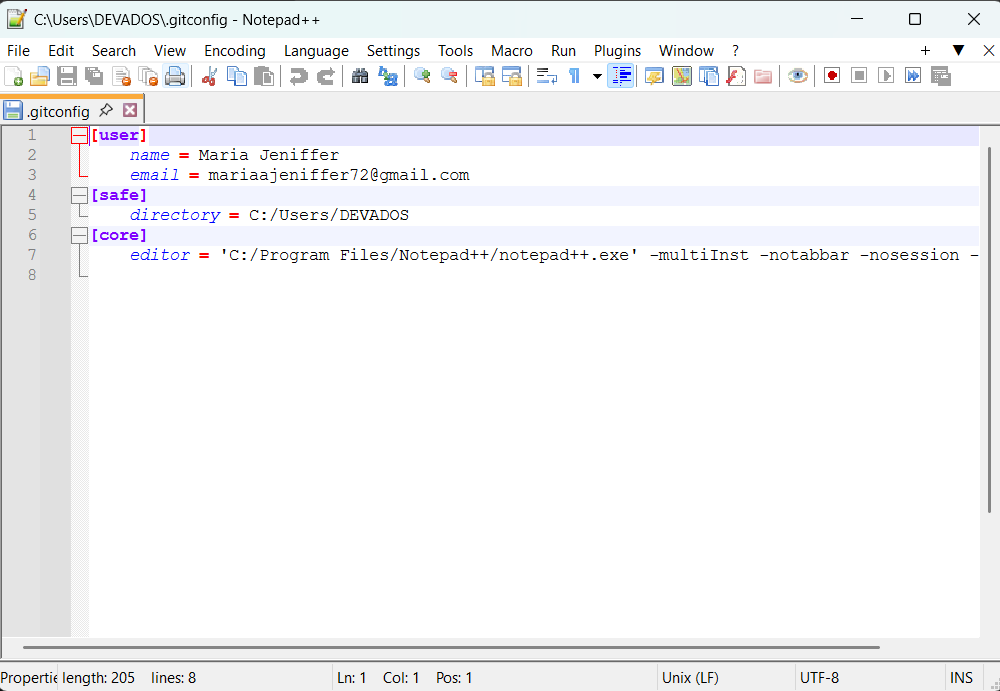 C:\Users\DEVADOS\.gitconfig - Notepad++
File Edit Search View Encoding Language Settings Tools Macro Run Plugins Window ?
.gitconfig
1 [user]
2 name = Maria Jeniffer
3 email = mariaajeniffer72@gmail.com
4 [safe]
5 directory = C:/Users/DEVADOS
6 [core]
7 editor = 'C:/Program Files/Notepad++/notepad++.exe' -multiInst -notabbar -nosession -
8
Propertie length: 205 lines: 8 Ln: 1 Col: 1 Pos: 1 Unix (LF) UTF-8 INS